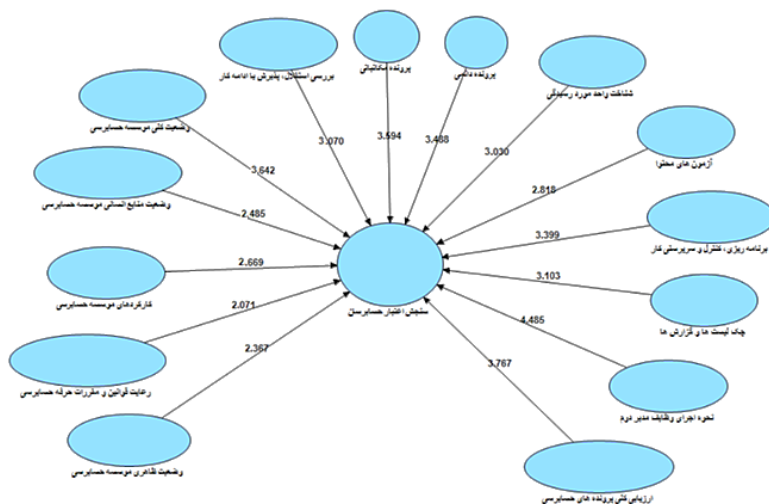 بررسی استقلال، پذیرش یا ادامه کار
پرونده مکاتباتی
پرونده دائمی
شناخت واحد مورد رسیدگی
وضعیت کلی موسسه حسابرسی
آزمون های محتوا
وضعیت منابع انسانی موسسه حسابرسی
برنامه ریزی، کنترل و سرپرستی کار
کارکردهای موسسه حسابرسی
چک لیست ها و گزارش ها
سنجش اعتبار حسابرسان
رعایت قوانین و مقررات حرفه حسابرسی
نحوه اجرای وظایف مدیر دوم
وضعیت ظاهری موسسه حسابرسی
ارزیابی کلی پرونده های حسابرسی
3.070
3.594
3.488
3.030
3.642
2.818
2.485
3.399
2.669
3.103
2.071
4.485
2.367
3.767